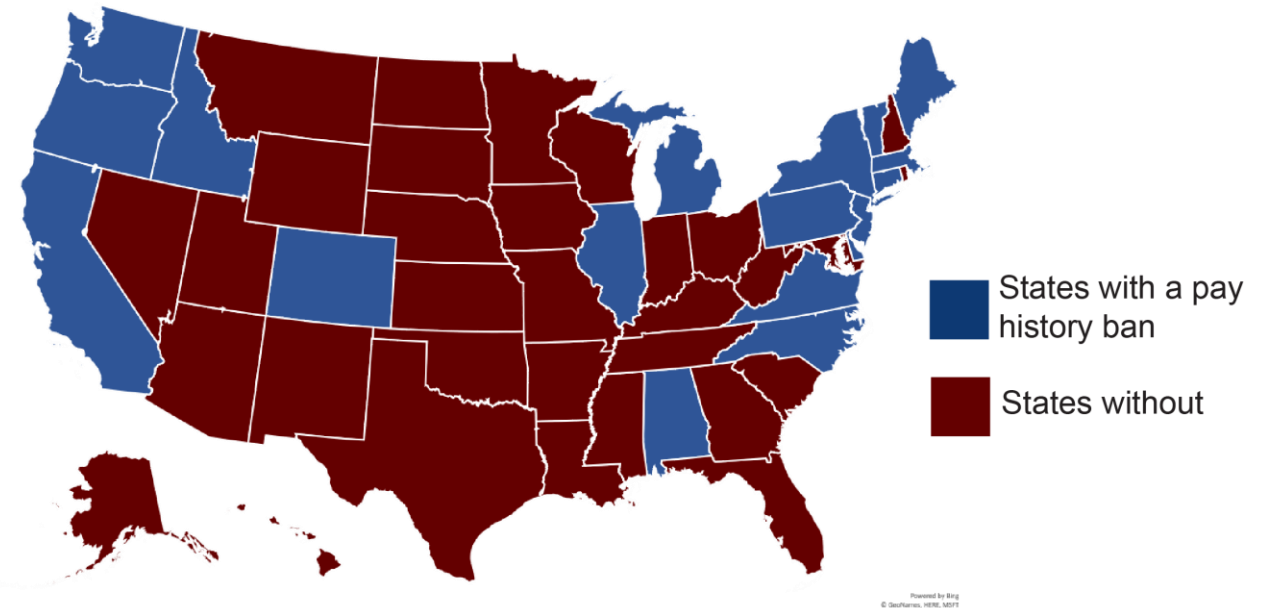 States with a pay
history ban
States without
Powered by Bing
© GeoNames, HERE, MSFT